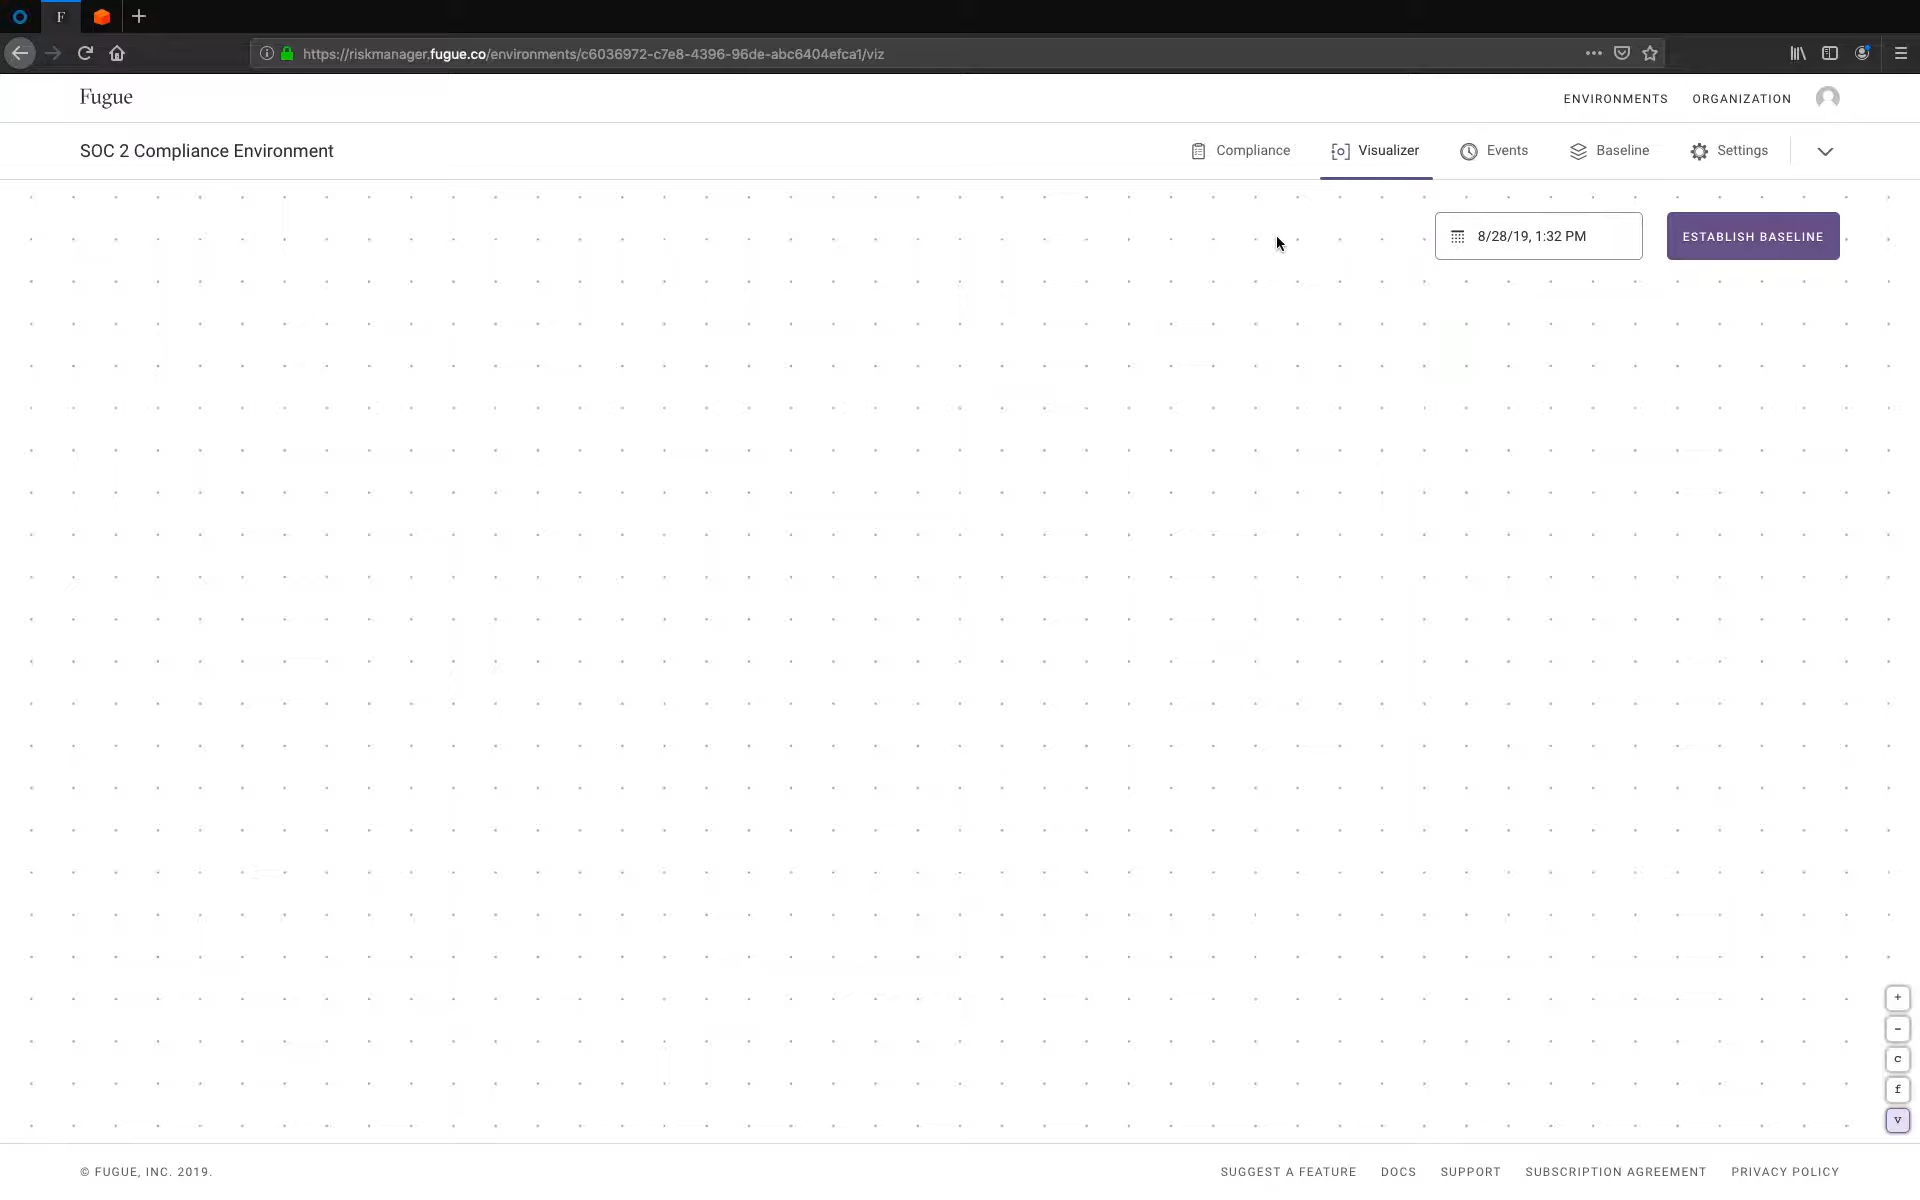 F
https://riskmanager.fugue.co/environments/c6036972-c7e8-4396-96de-abc6404efca1/viz
Fugue
ENVIRONMENTS
ORGANIZATION
SOC 2 Compliance Environment
Compliance
Visualizer
Events
Baseline
Settings
8/28/19, 1:32 PM
ESTABLISH BASELINE
+
-
c
f
v
© FUGUE, INC. 2019.
SUGGEST A FEATURE
DOCS
SUPPORT
SUBSCRIPTION AGREEMENT
PRIVACY POLICY